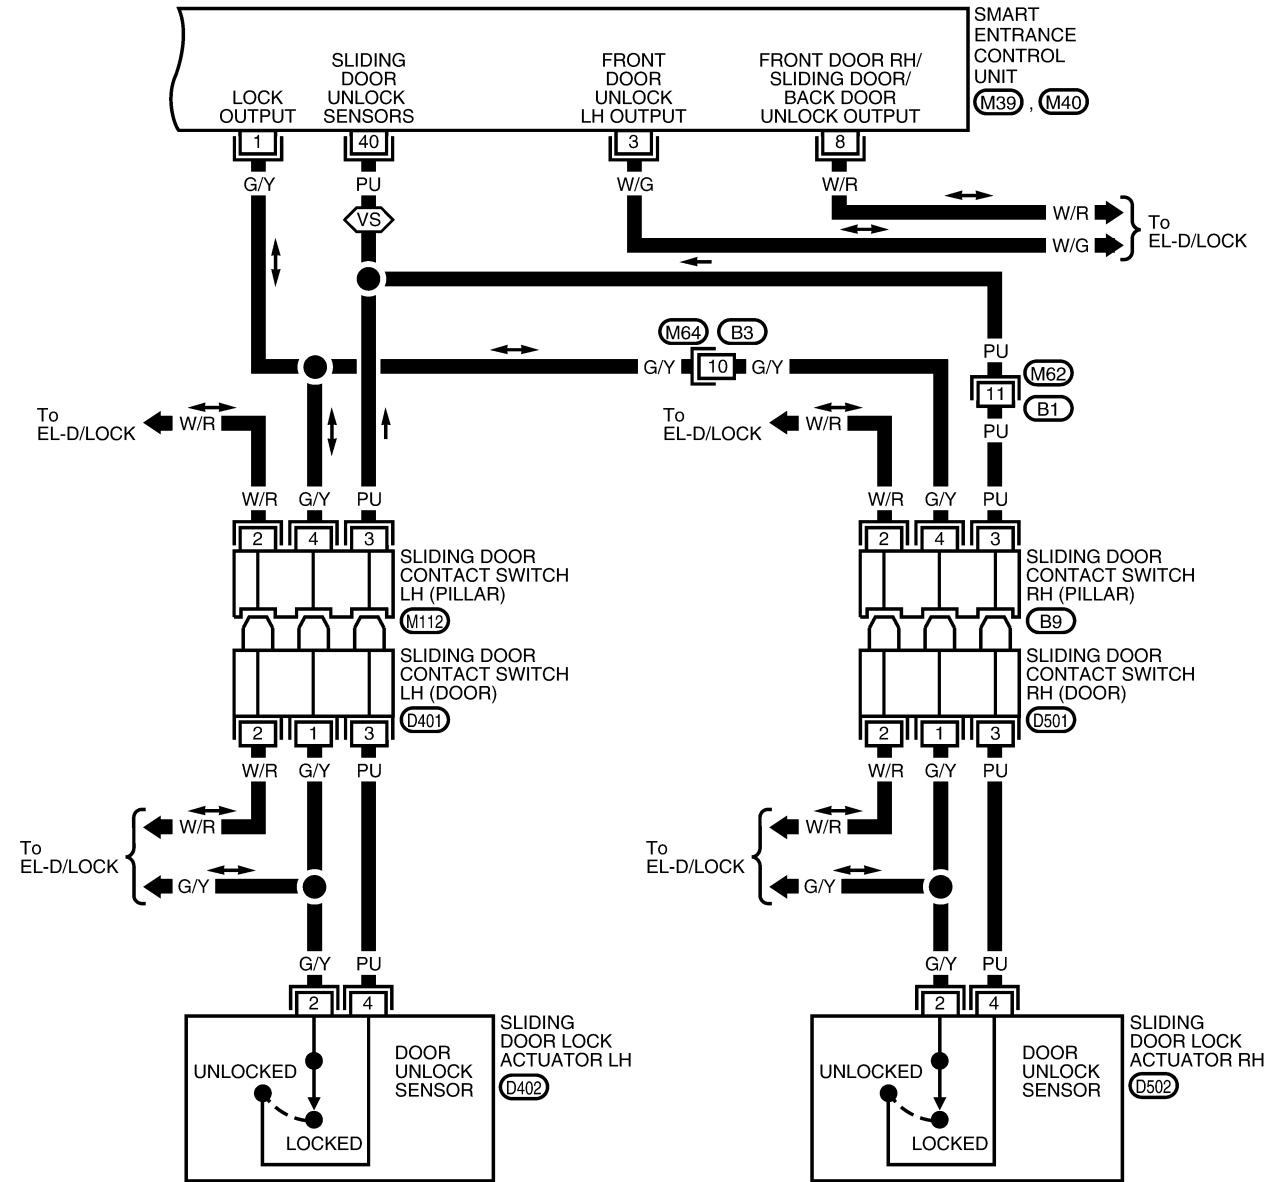 SMART
ENTRANCE
CONTROL
UNIT
M39 , M40
LOCK
OUTPUT
SLIDING
DOOR
UNLOCK
SENSORS
FRONT
DOOR
UNLOCK
LH OUTPUT
FRONT DOOR RH/
SLIDING DOOR/
BACK DOOR
UNLOCK OUTPUT
1 40 3 8
G/Y PU W/G W/R
VS
W/R
W/G
To
EL-D/LOCK
M64 B3
G/Y 10 G/Y
PU
11
M62
B1
PU
To
EL-D/LOCK
W/R
To
EL-D/LOCK
W/R
W/R G/Y PU
2 4 3
SLIDING DOOR
CONTACT SWITCH
LH (PILLAR)
M112
SLIDING DOOR
CONTACT SWITCH
LH (DOOR)
D401
2 1 3
W/R G/Y PU
W/R G/Y PU
2 4 3
SLIDING DOOR
CONTACT SWITCH
RH (PILLAR)
B9
SLIDING DOOR
CONTACT SWITCH
RH (DOOR)
D501
2 1 3
W/R G/Y PU
To
EL-D/LOCK
W/R
G/Y
To
EL-D/LOCK
W/R
G/Y
G/Y PU
2 4
SLIDING
DOOR LOCK
ACTUATOR LH
D402
DOOR
UNLOCK
SENSOR
UNLOCKED
LOCKED
G/Y PU
2 4
SLIDING
DOOR LOCK
ACTUATOR RH
D502
DOOR
UNLOCK
SENSOR
UNLOCKED
LOCKED